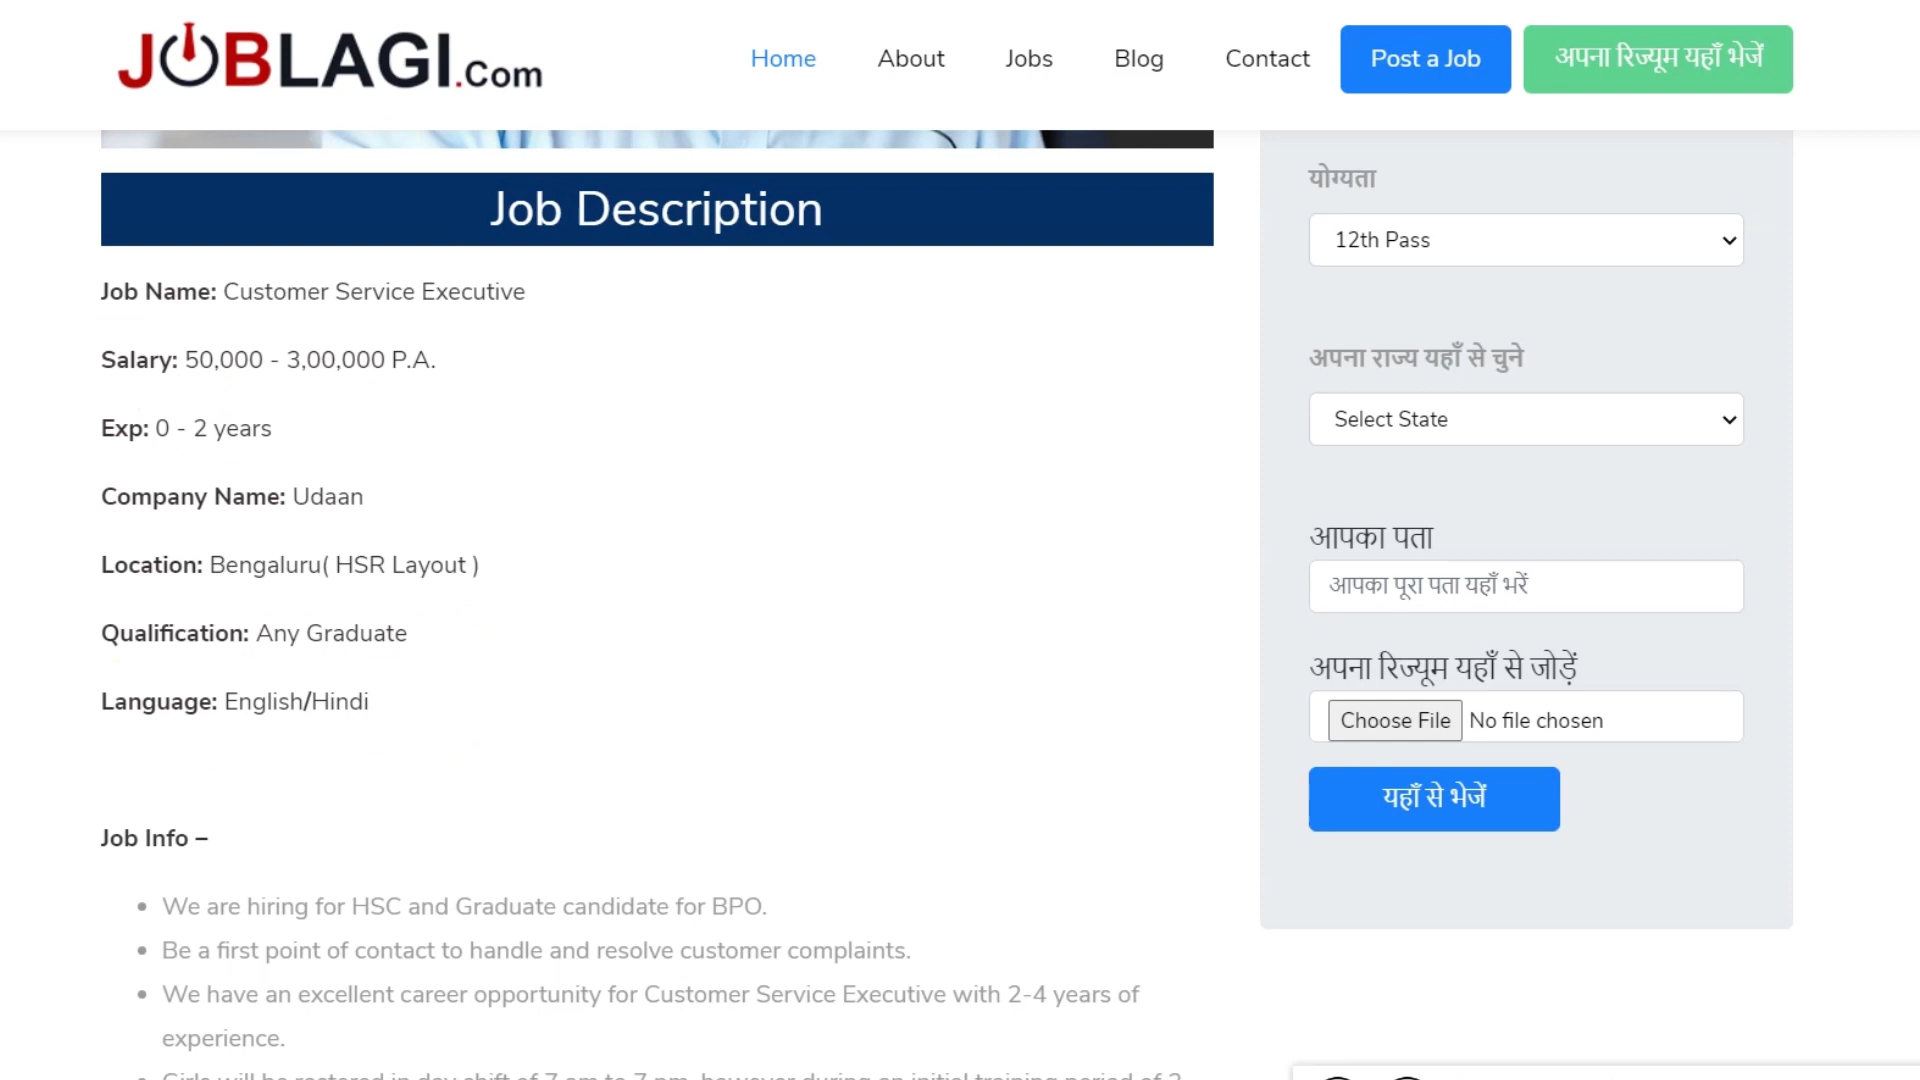 JOBLAGI.Com
Home
About
Jobs
Blog
Contact
Post a Job
अपना रिज्यूम यहाँ भेजें
Job Description
Job Name: Customer Service Executive
Salary: 50,000 - 3,00,000 P.A.
Exp: 0 - 2 years
Company Name: Udaan
Location: Bengaluru( HSR Layout )
Qualification: Any Graduate
Language: English/Hindi
Job Info –
We are hiring for HSC and Graduate candidate for BPO.
Be a first point of contact to handle and resolve customer complaints.
We have an excellent career opportunity for Customer Service Executive with 2-4 years of
experience.
योग्यता
12th Pass
अपना राज्य यहाँ से चुने
Select State
आपका पता
आपका पूरा पता यहाँ भरें
अपना रिज्यूम यहाँ से जोड़ें
Choose File No file chosen
यहाँ से भेजें